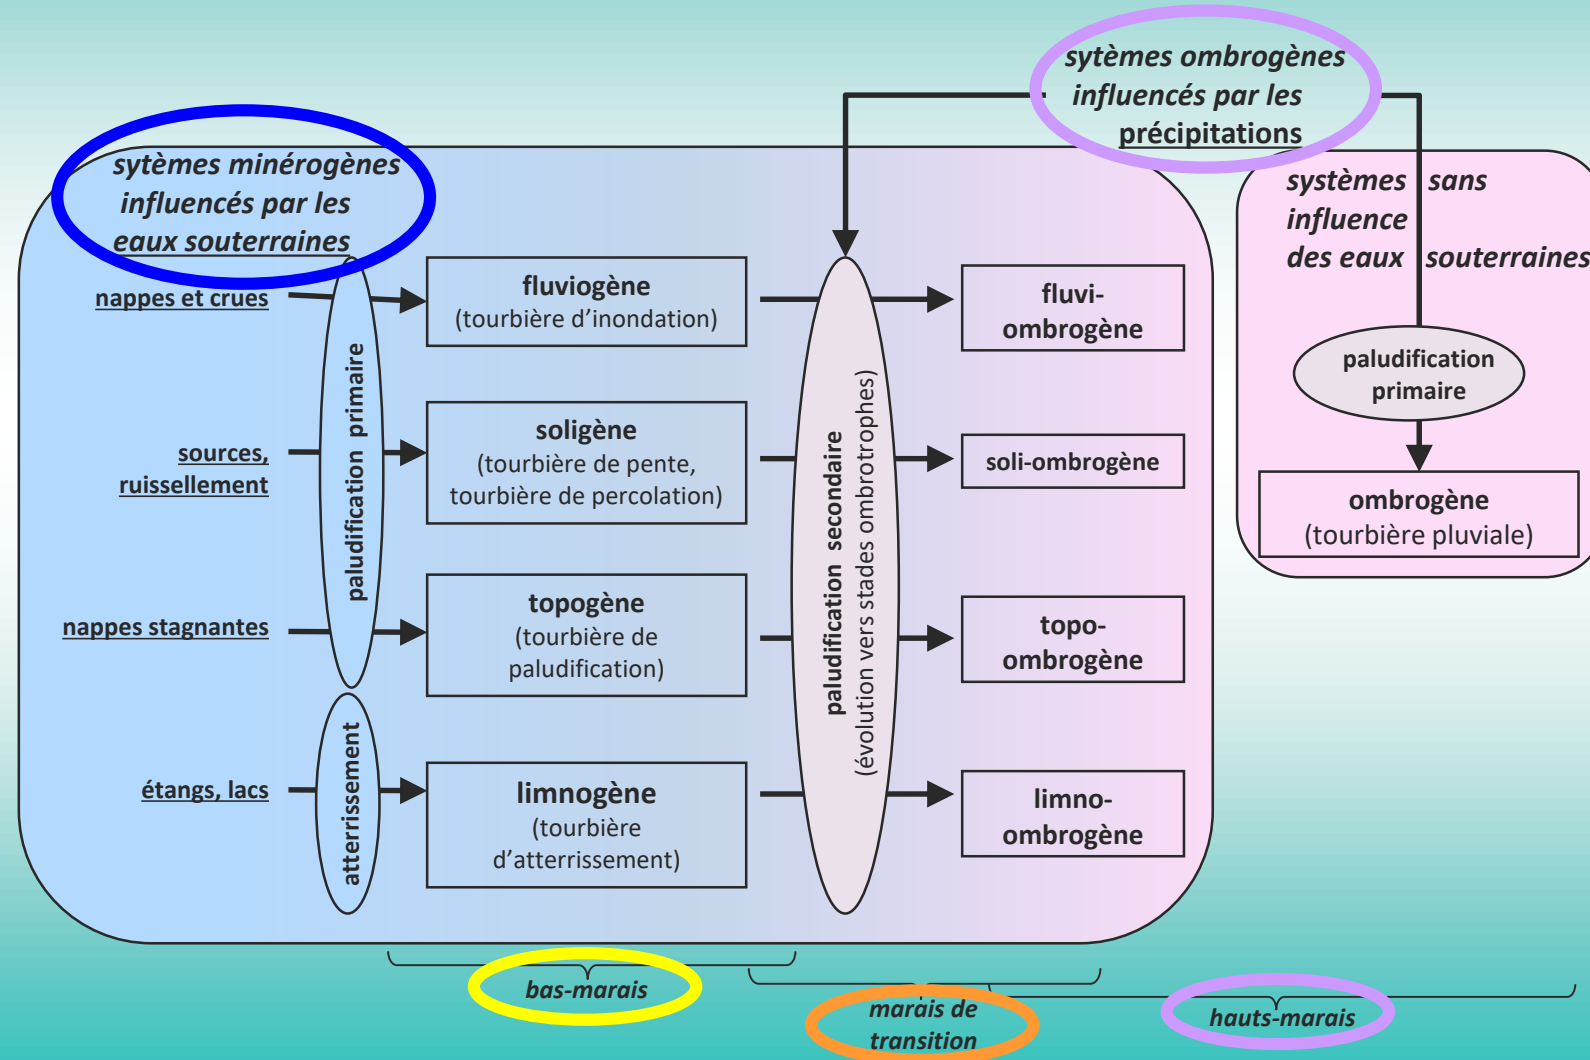 sytèmes ombrogènes
influencés par les
précipitations
sytèmes minérogènes
influencés par les
eaux souterraines
systèmes sans
influence
des eaux souterraines
nappes et crues
fluviogène
(tourbière d’inondation)
fluvi-
ombrogène
paludification primaire
paludification
primaire
sources,
ruissellement
soligène
(tourbière de pente,
tourbière de percolation)
soli-ombrogène
paludification secondaire
(évolution vers stades ombrotrophes)
ombrogène
(tourbière pluviale)
nappes stagnantes
topogène
(tourbière de
paludification)
topo-
ombrogène
atterrissement
étangs, lacs
limnogène
(tourbière
d’atterrissement)
limno-
ombrogène
bas-marais
marais de
transition
hauts-marais